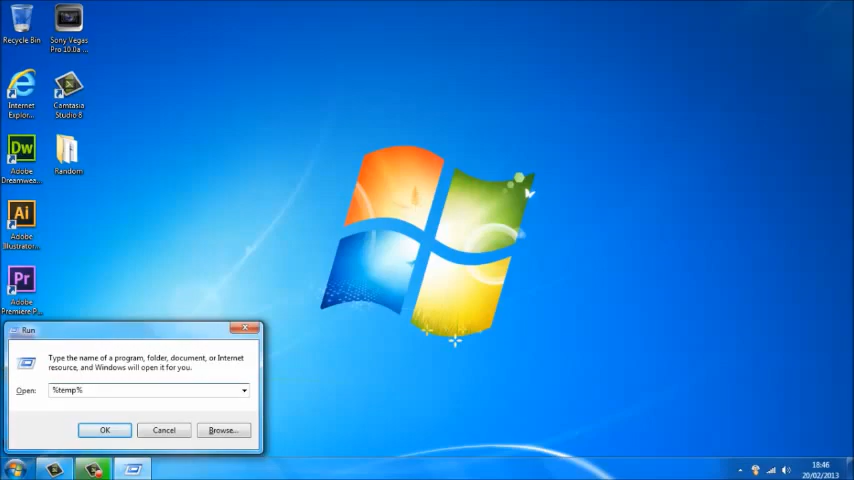 Recycle Bin
Sony Vegas
Pro 10.0a ...
Internet
Explor...
Camtasia
Studio 8
Dw
Adobe
Dreamwea...
Random
Ai
Adobe
Illustrator...
Pr
Adobe
Premiere P...
Run
Type the name of a program, folder, document, or Internet
resource, and Windows will open it for you.
Open:
%temp%
OK
Cancel
Browse...
18:46
20/02/2013